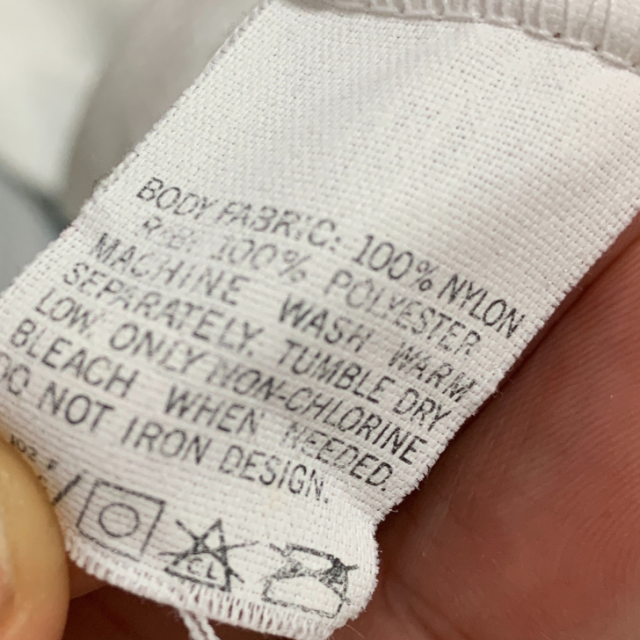 BODY FABRIC: 100% NYLON
RIB: 100% POLYESTER
MACHINE WASH WARM
SEPARATELY. TUMBLE DRY
LOW. ONLY NON-CHLORINE
BLEACH WHEN NEEDED.
DO NOT IRON DESIGN.